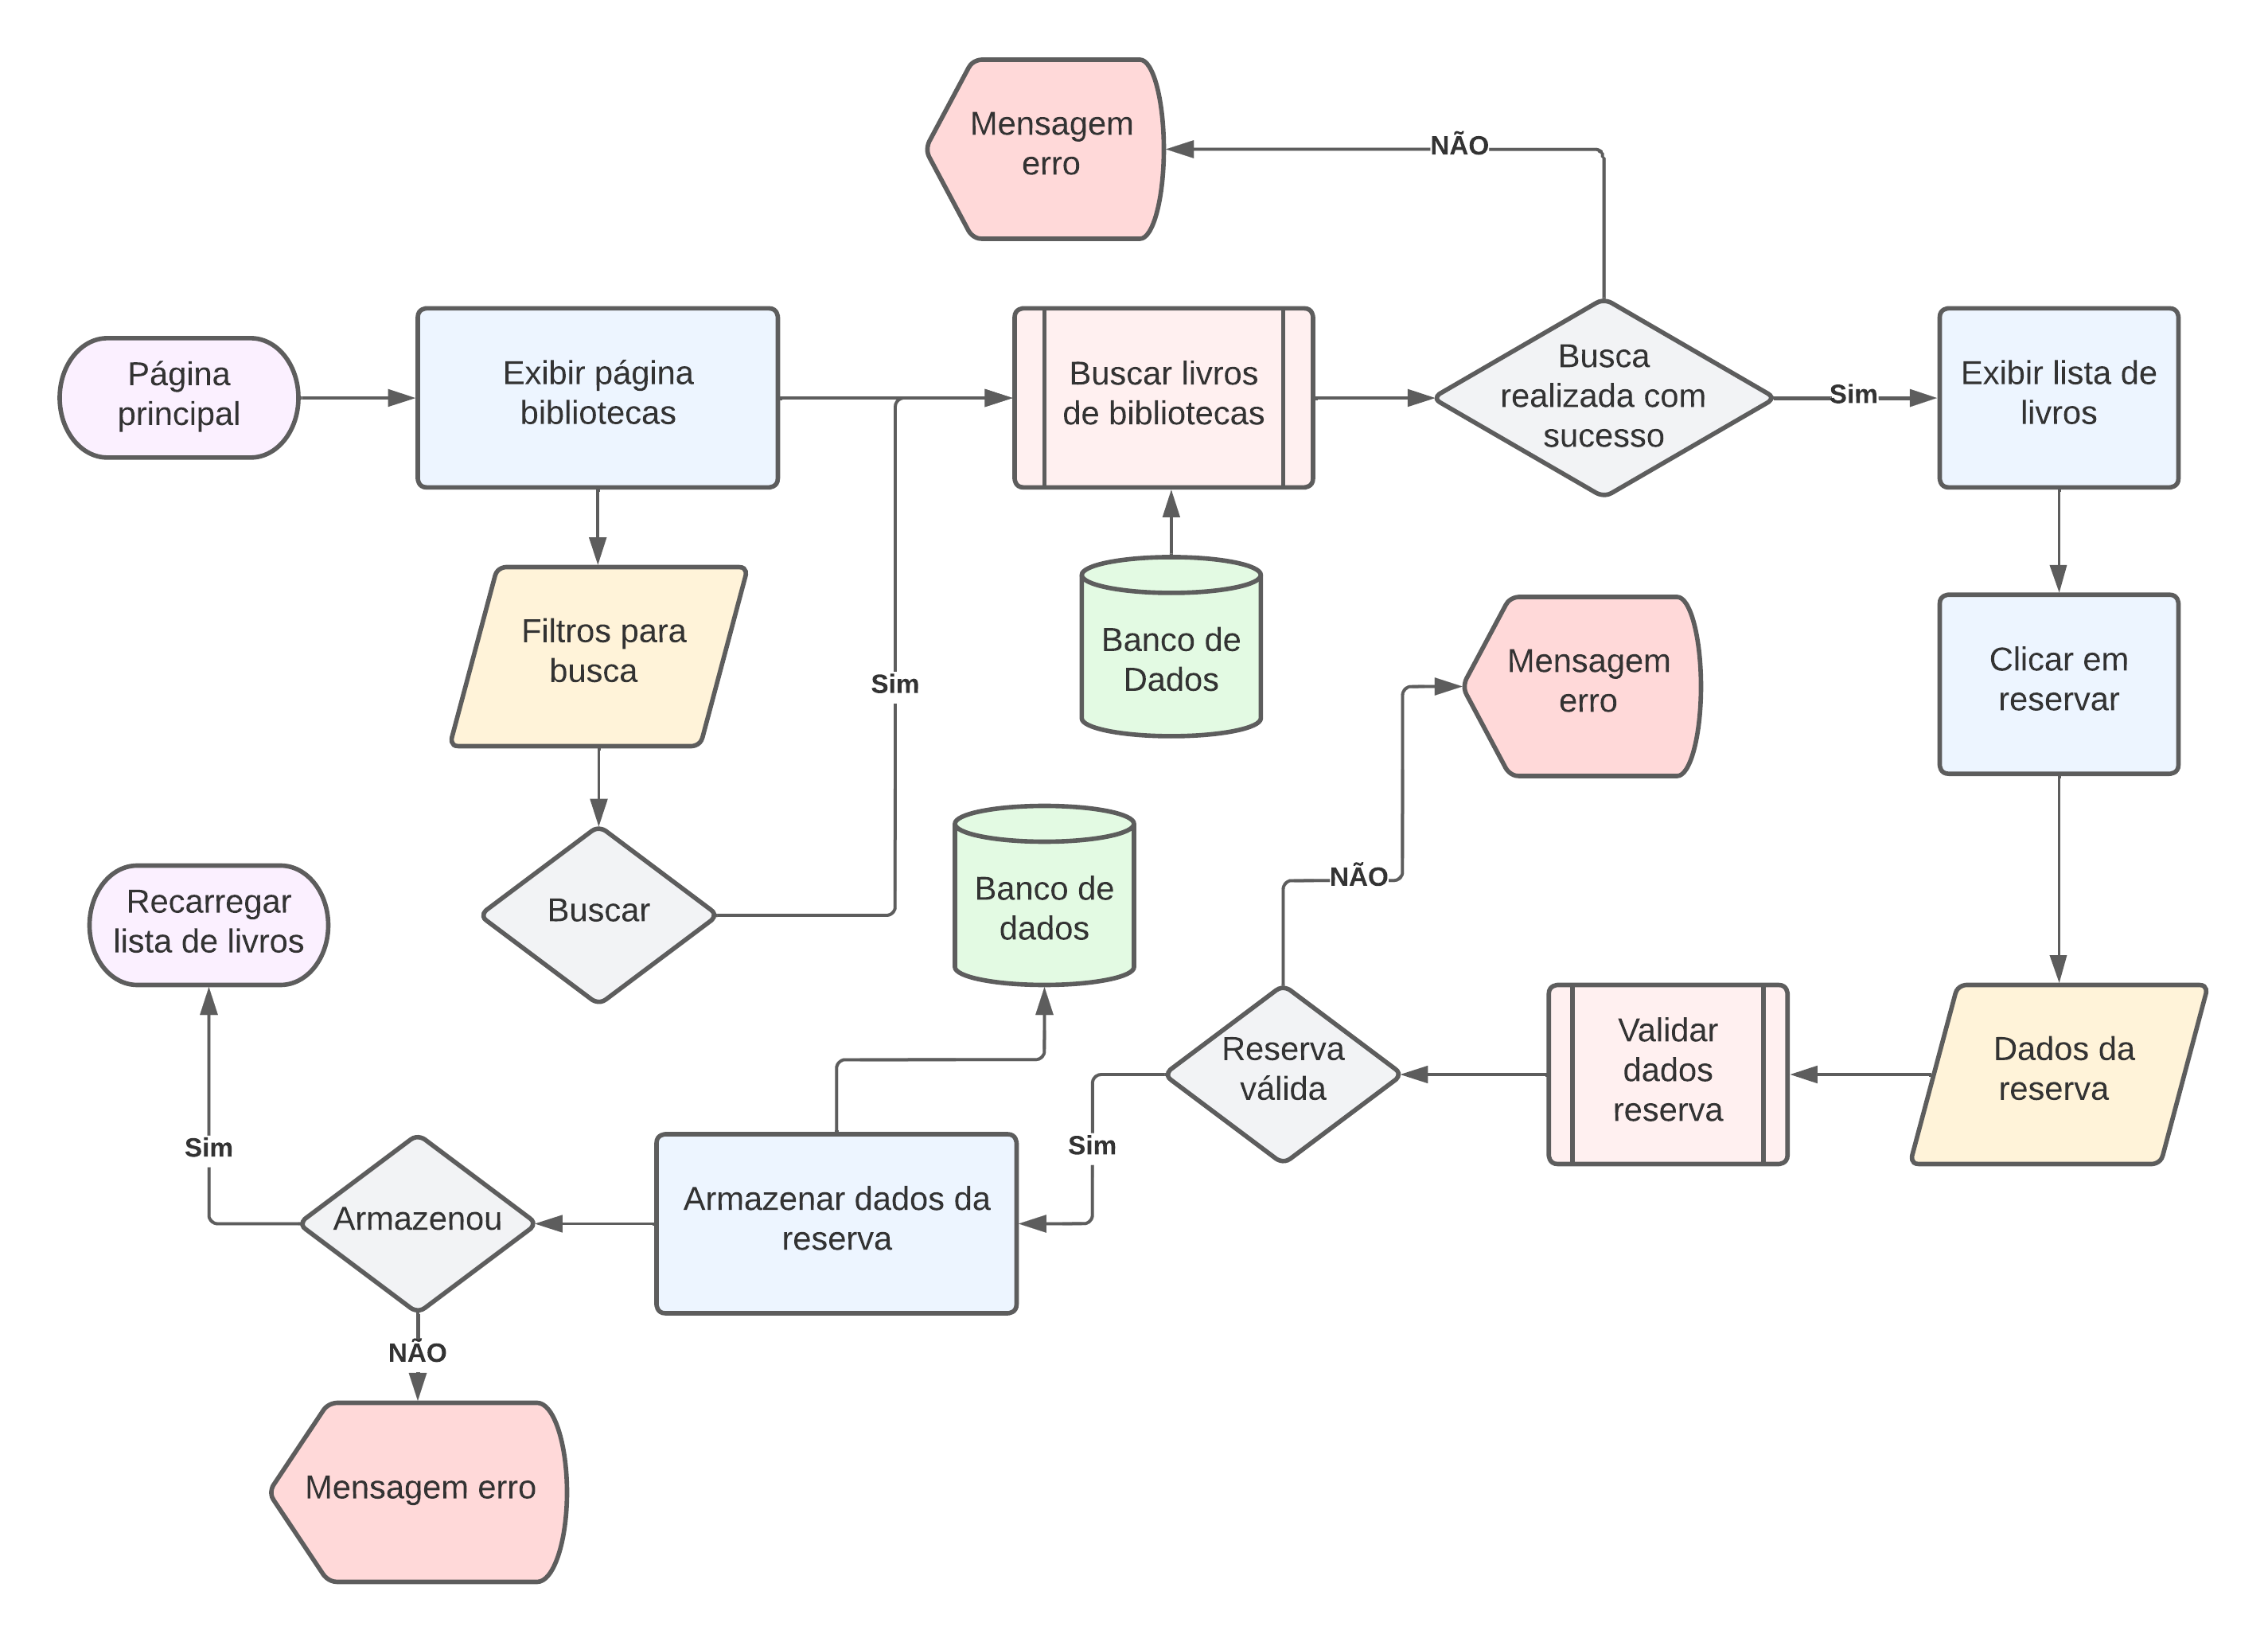 Mensagem
erro
NÃO
Página
principal
Exibir página
bibliotecas
Buscar livros
de bibliotecas
Busca
realizada com
sucesso
Sim
Exibir lista de
livros
Filtros para
busca
Sim
Banco de
Dados
Mensagem
erro
Clicar em
reservar
Buscar
Recarregar
lista de livros
Banco de
dados
NÃO
Reserva
válida
Validar
dados
reserva
Dados da
reserva
Sim
Sim
Armazenou
Armazenar dados da
reserva
NÃO
Mensagem erro